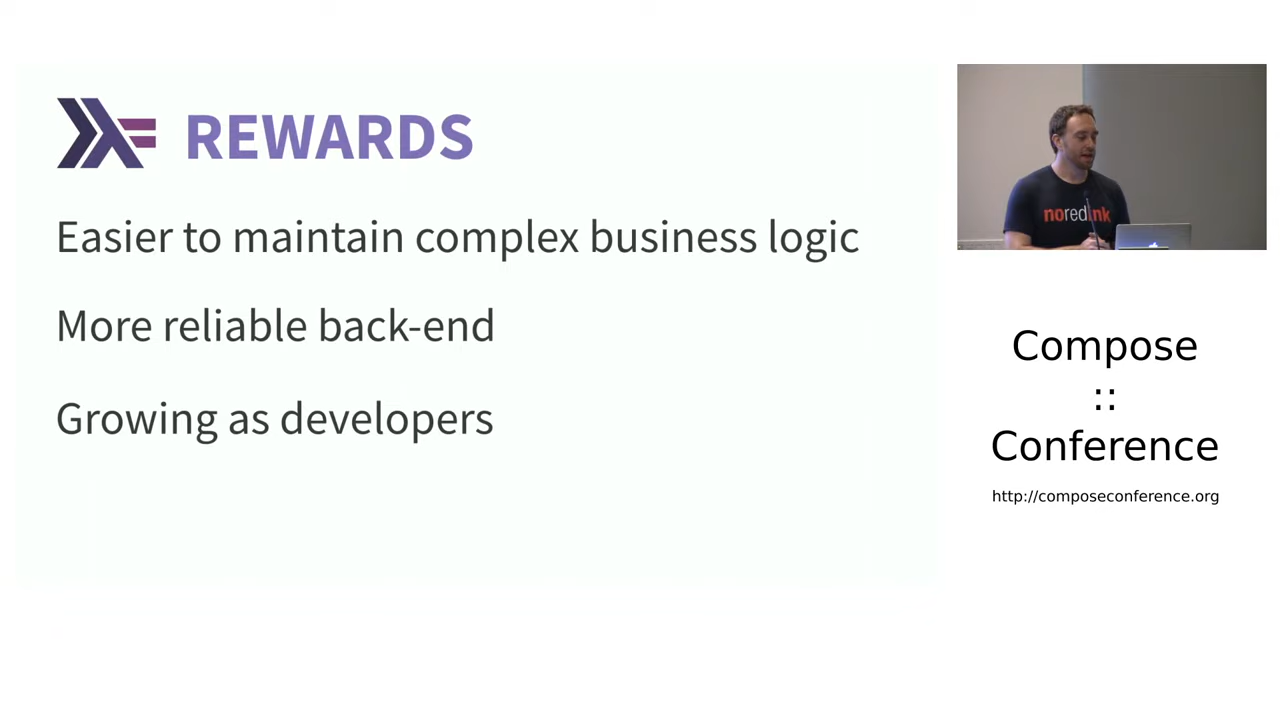 REWARDS
Easier to maintain complex business logic
More reliable back-end
Growing as developers
noredink
Compose
::
Conference
http://composeconference.org